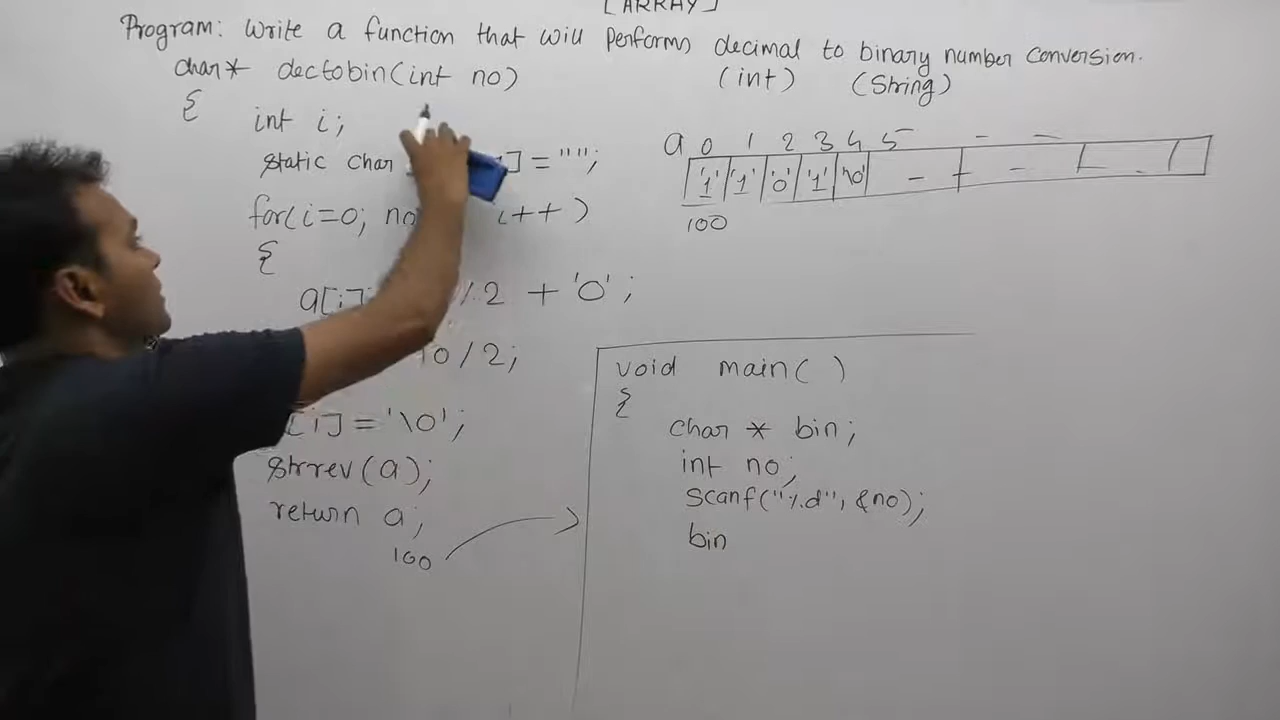 [ARRAY]
Program: Write a function that will performs decimal to binary number conversion.
char* dectobin(int no) (int) (String)
{
int i;
static char ] = "";
for(i=0; no i++ )
{
a[i] %2 + '0';
no/2;
[i]='\0';
strrev(a);
return a;
100
a 0 1 2 3 4 5 - -
'1' '1' '0' '1' '\0' - -
100
void main( )
{
char * bin;
int no;
scanf("%d", &no);
bin